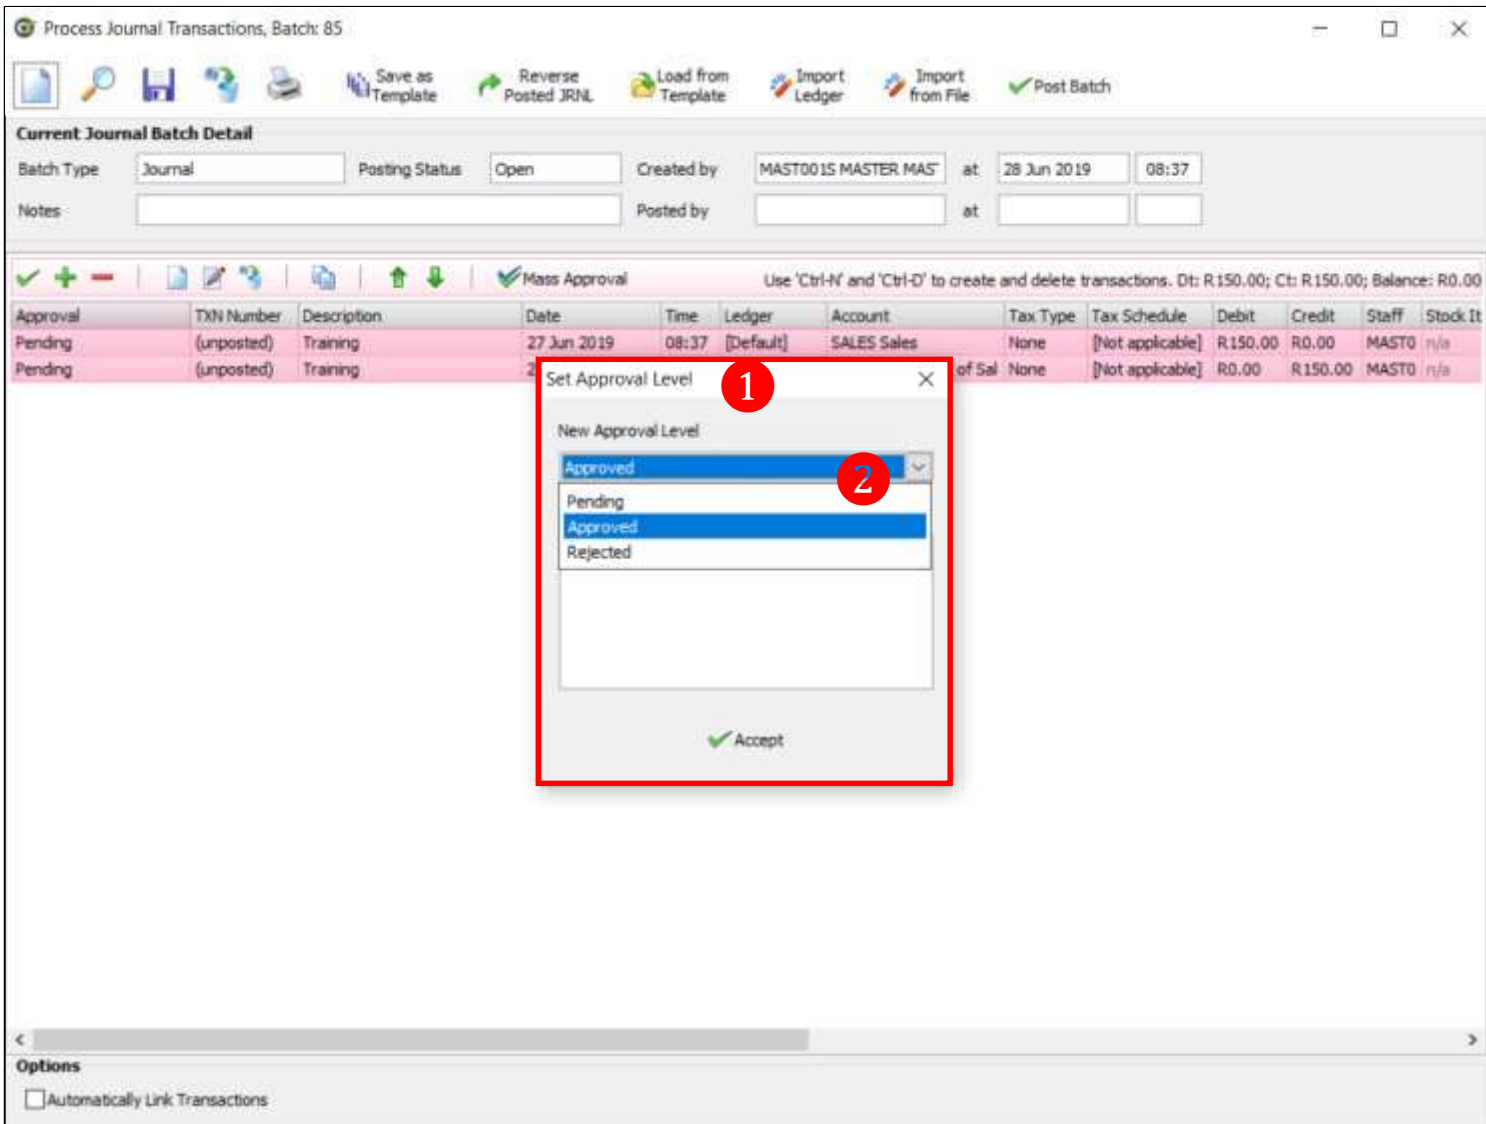 Process Journal Transactions, Batch: 85
Save as Template
Reverse Posted JRNL
Load from Template
Import Ledger
Import from File
Post Batch
Current Journal Batch Detail
Batch Type Journal Posting Status Open Created by MAST001S MASTER MAS at 28 Jun 2019 08:37
Notes Posted by at
Mass Approval Use 'Ctrl-N' and 'Ctrl-D' to create and delete transactions. Dt: R150.00; Ct: R150.00; Balance: R0.00
Approval TXN Number Description Date Time Ledger Account Tax Type Tax Schedule Debit Credit Staff Stock It
Pending (unposted) Training 27 Jun 2019 08:37 [Default] SALES Sales None [Not applicable] R150.00 R0.00 MAST0 n/a
Pending (unposted) Training 2 of Sal None [Not applicable] R0.00 R150.00 MAST0 n/a
Set Approval Level 1
New Approval Level
Approved 2
Pending
Approved
Rejected
Accept
Options
Automatically Link Transactions